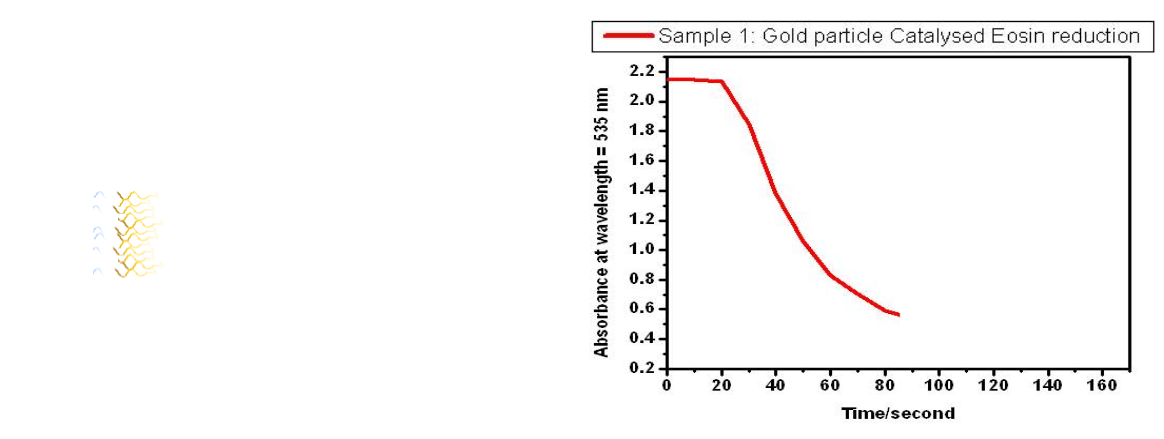 Sample 1: Gold particle Catalysed Eosin reduction
Absorbance at wavelength = 535 nm
2.2
2.0
1.8
1.6
1.4
1.2
1.0
0.8
0.6
0.4
0.2
0 20 40 60 80 100 120 140 160
Time/second